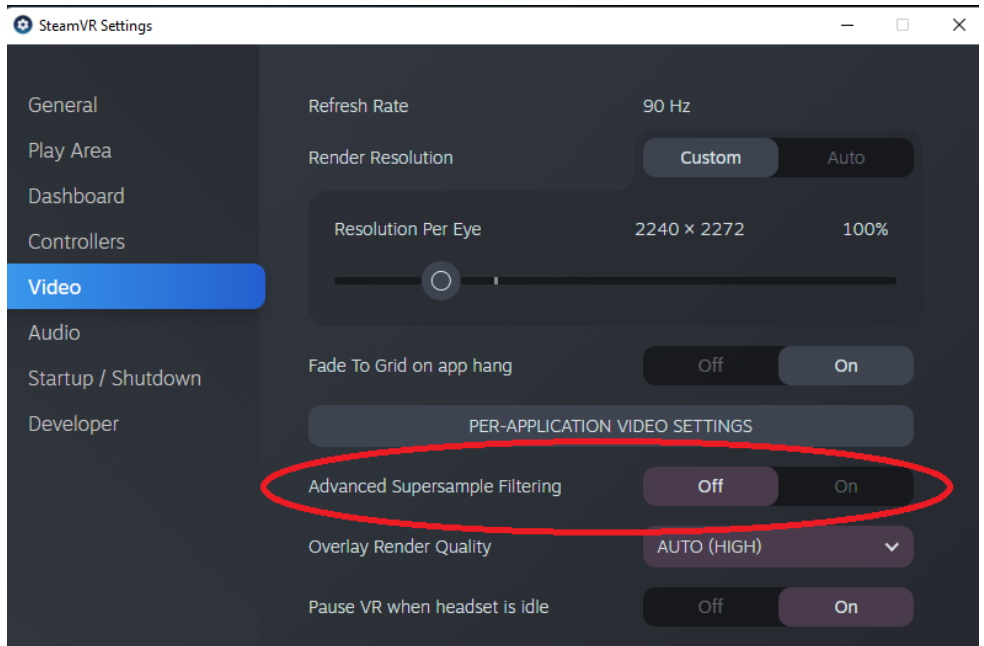 SteamVR Settings
General
Play Area
Dashboard
Controllers
Video
Audio
Startup / Shutdown
Developer
Refresh Rate 90 Hz
Render Resolution Custom Auto
Resolution Per Eye 2240 × 2272 100%
Fade To Grid on app hang Off On
PER-APPLICATION VIDEO SETTINGS
Advanced Supersample Filtering Off On
Overlay Render Quality AUTO (HIGH)
Pause VR when headset is idle Off On